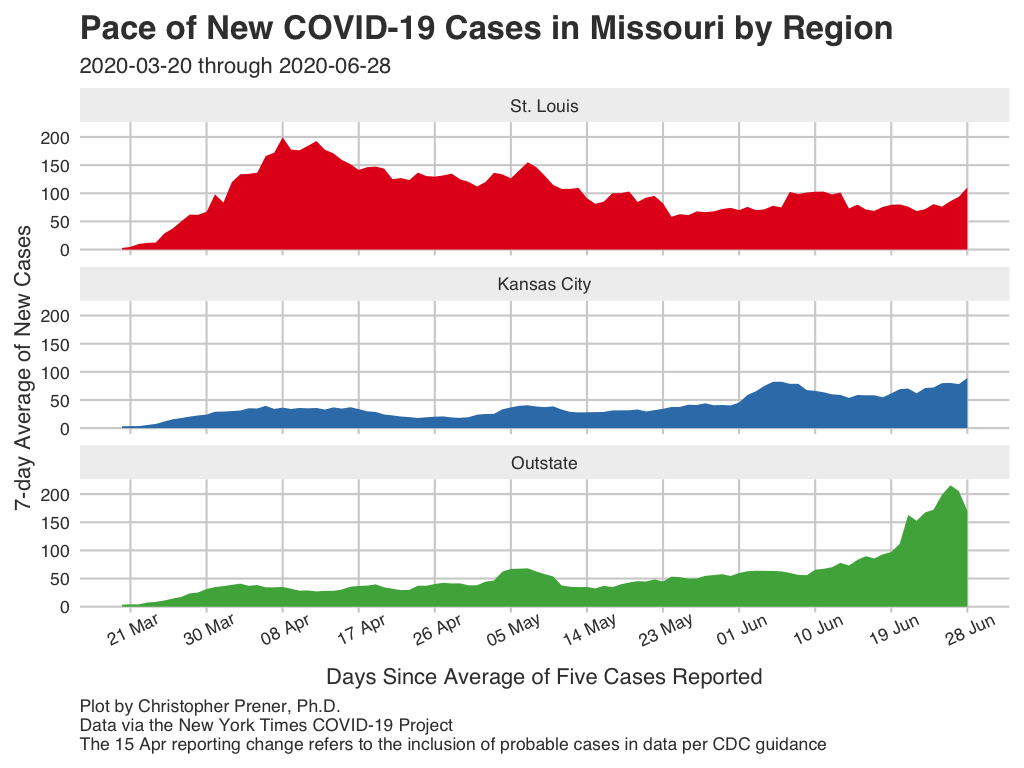 Pace of New COVID-19 Cases in Missouri by Region
2020-03-20 through 2020-06-28
St. Louis
200
150
100
50
0
Kansas City
200
150
100
50
0
Outstate
200
150
100
50
0
7-day Average of New Cases
21 Mar
30 Mar
08 Apr
17 Apr
26 Apr
05 May
14 May
23 May
01 Jun
10 Jun
19 Jun
28 Jun
Days Since Average of Five Cases Reported
Plot by Christopher Prener, Ph.D.
Data via the New York Times COVID-19 Project
The 15 Apr reporting change refers to the inclusion of probable cases in data per CDC guidance